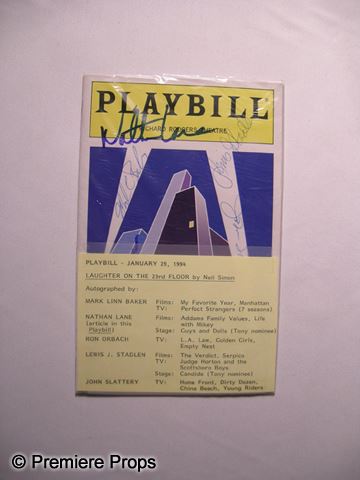 PLAYBILL
RICHARD RODGERS THEATRE
Nathan Lane
PLAYBILL - JANUARY 29, 1994
LAUGHTER ON THE 23rd FLOOR by Neil Simon
Autographed by:
MARK LINN BAKER Films: My Favorite Year, Manhattan
TV: Perfect Strangers (7 seasons)
NATHAN LANE Films: Addams Family Values, Life
(article in this with Mikey
Playbill) Stage: Guys and Dolls (Tony nominee)
RON ORBACH TV: L.A. Law, Golden Girls,
Empty Nest
LEWIS J. STADLEN Films: The Verdict, Serpico
TV: Judge Horton and the
Scottsboro Boys
Stage: Candide (Tony nominee)
JOHN SLATTERY TV: Home Front, Dirty Dozen,
China Beach, Young Riders
© Premiere Props